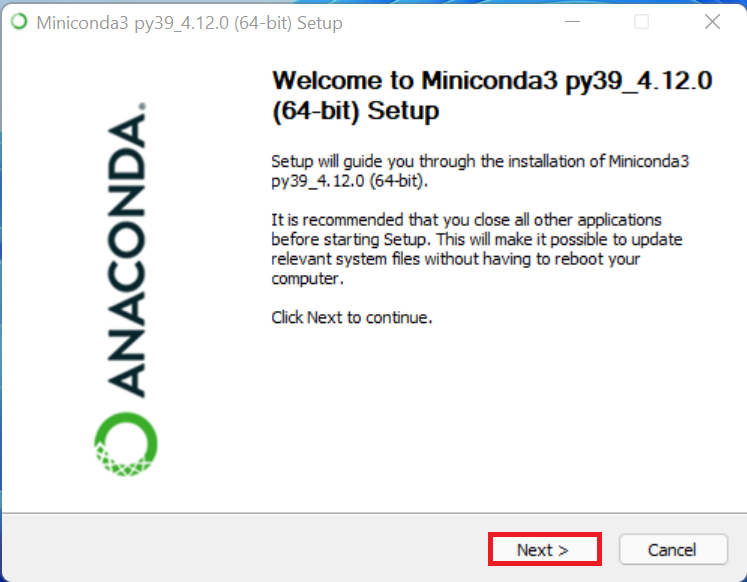 Miniconda3 py39_4.12.0 (64-bit) Setup
Welcome to Miniconda3 py39_4.12.0
(64-bit) Setup
Setup will guide you through the installation of Miniconda3
py39_4.12.0 (64-bit).
It is recommended that you close all other applications
before starting Setup. This will make it possible to update
relevant system files without having to reboot your
computer.
Click Next to continue.
ANACONDA.
Next >
Cancel